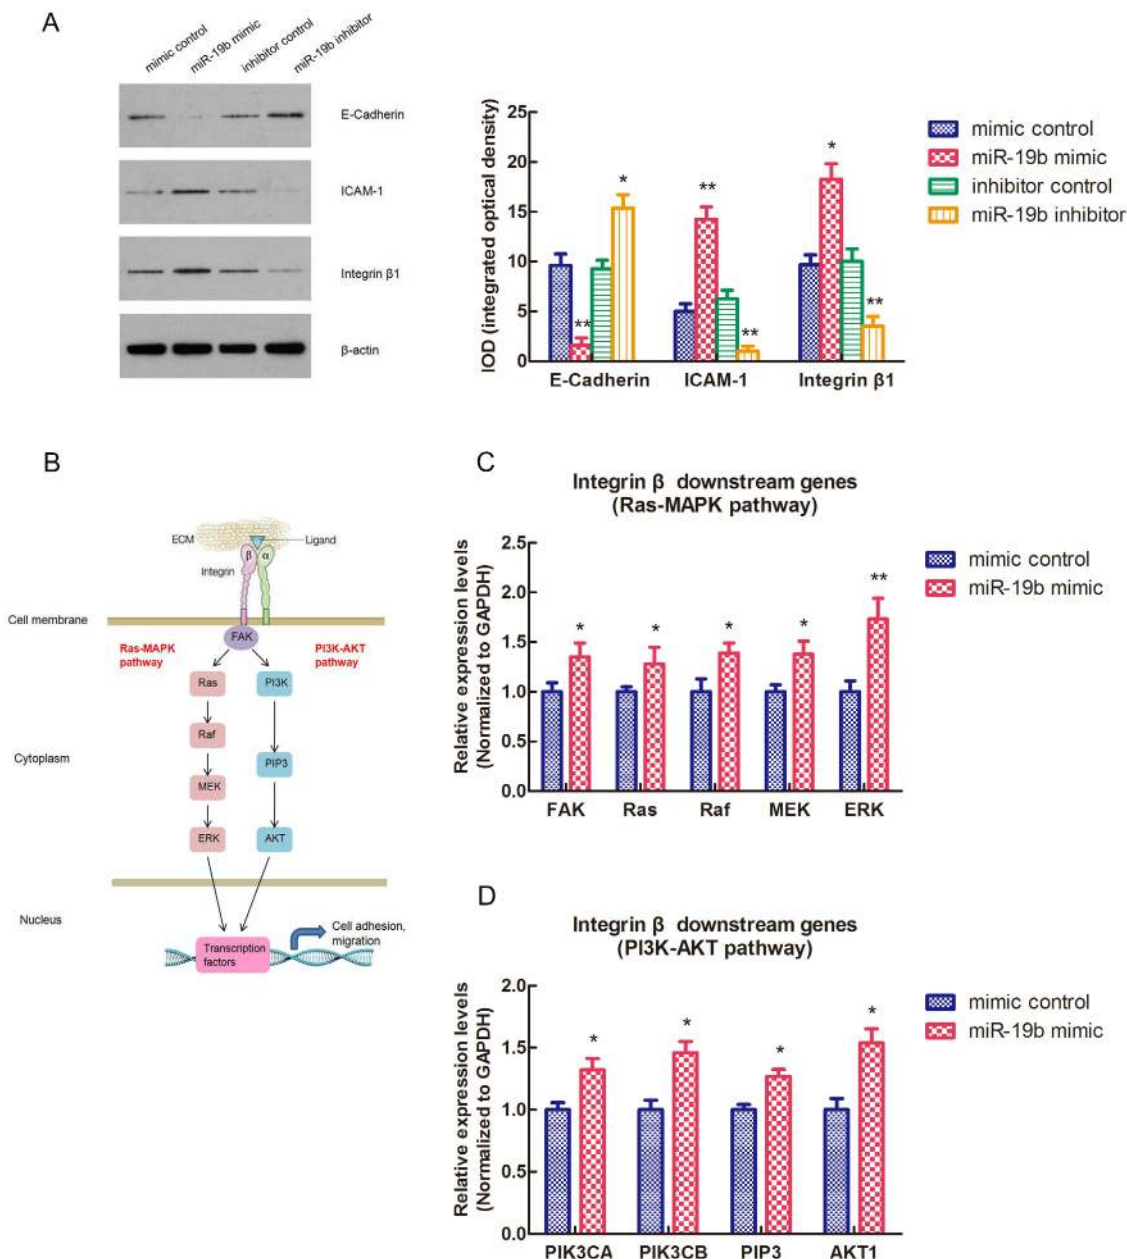 A
mimic control
miR-19b mimic
inhibitor control
miR-19b inhibitor
E-Cadherin
ICAM-1
Integrin β1
β-actin
IOD (integrated optical density)
25
20
15
10
5
0
*
**
**
**
*
**
E-Cadherin
ICAM-1
Integrin β1
mimic control
miR-19b mimic
inhibitor control
miR-19b inhibitor
B
ECM
Ligand
β
α
Integrin
Cell membrane
FAK
Ras-MAPK
pathway
PI3K-AKT
pathway
Ras
PI3K
Raf
Cytoplasm
PIP3
MEK
ERK
AKT
Nucleus
Cell adhesion,
migration
Transcription
factors
C
Integrin β downstream genes
(Ras-MAPK pathway)
Relative expression levels
(Normalized to GAPDH)
2.5
2.0
1.5
1.0
0.5
0.0
*
*
*
*
**
FAK
Ras
Raf
MEK
ERK
mimic control
miR-19b mimic
D
Integrin β downstream genes
(PI3K-AKT pathway)
Relative expression levels
(Normalized to GAPDH)
2.0
1.5
1.0
0.5
0.0
*
*
*
*
PIK3CA
PIK3CB
PIP3
AKT1
mimic control
miR-19b mimic